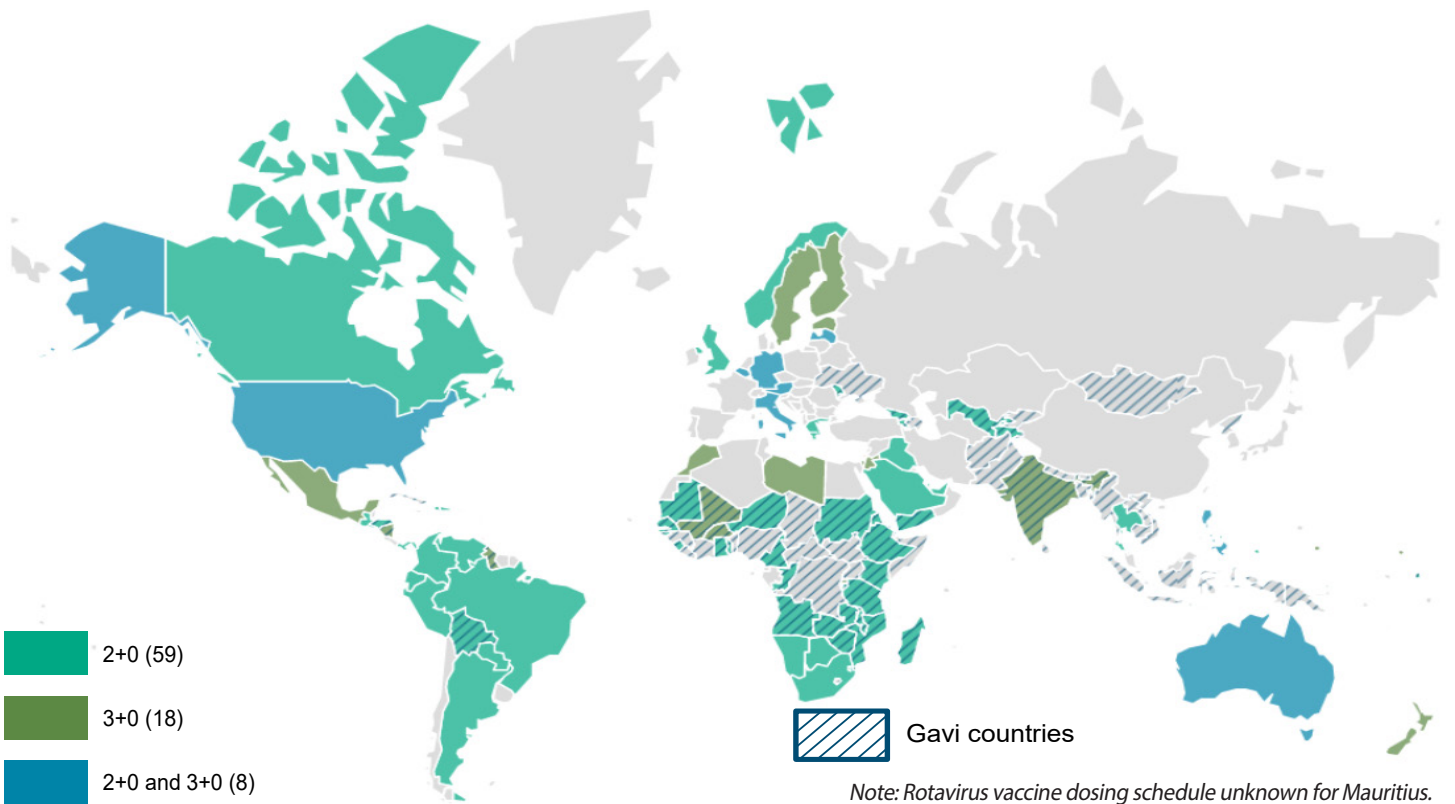 2+0 (59)
3+0 (18)
2+0 and 3+0 (8)
Gavi countries
Note: Rotavirus vaccine dosing schedule unknown for Mauritius.